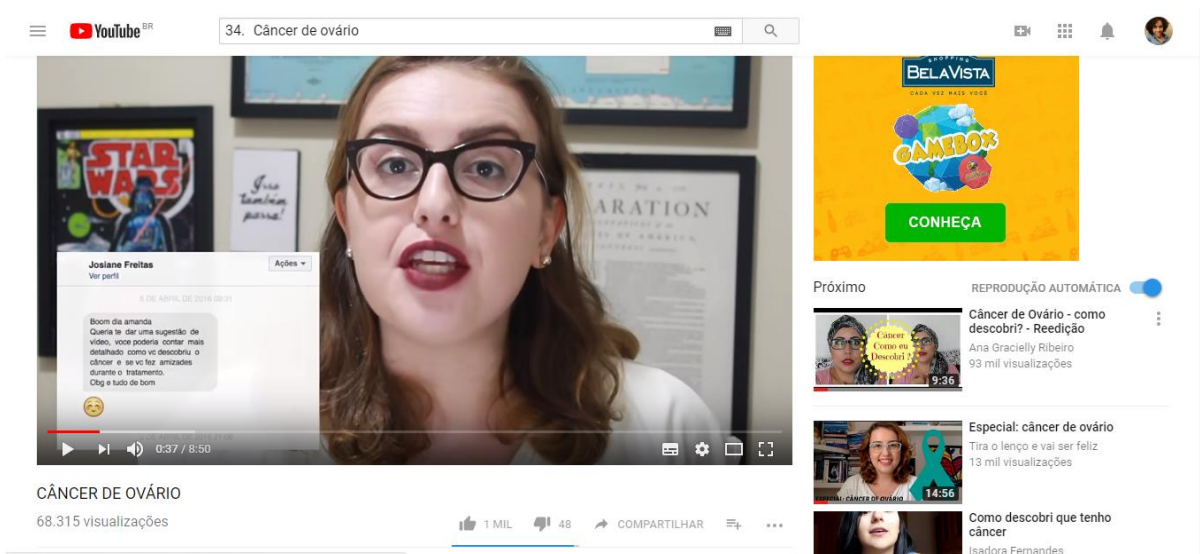 YouTube BR
34. Câncer de ovário
STAR
WARS
Isso
também
passa!
ARATION
Josiane Freitas
Ações
Ver perfil
6 DE ABRIL DE 2016 09:31
Boom dia amanda
Queria te dar uma sugestão de
vídeo, voce poderia contar mais
detalhado como vc descobriu o
câncer e se vc fez amizades
durante o tratamento.
Obg e tudo de bom
0:37 / 8:50
CÂNCER DE OVÁRIO
68.315 visualizações
1 MIL
48
COMPARTILHAR
SHOPPING
BELAVISTA
CADA VEZ MAIS VOCÊ
GAMEBOX
CONHEÇA
Próximo
REPRODUÇÃO AUTOMÁTICA
Câncer
Como eu
Descobri ?
9:36
Câncer de Ovário - como
descobri? - Reedição
Ana Gracielly Ribeiro
93 mil visualizações
ESPECIAL: CÂNCER DE OVÁRIO
14:56
Especial: câncer de ovário
Tira o lenço e vai ser feliz
13 mil visualizações
Como descobri que tenho
câncer
Isadora Fernandes